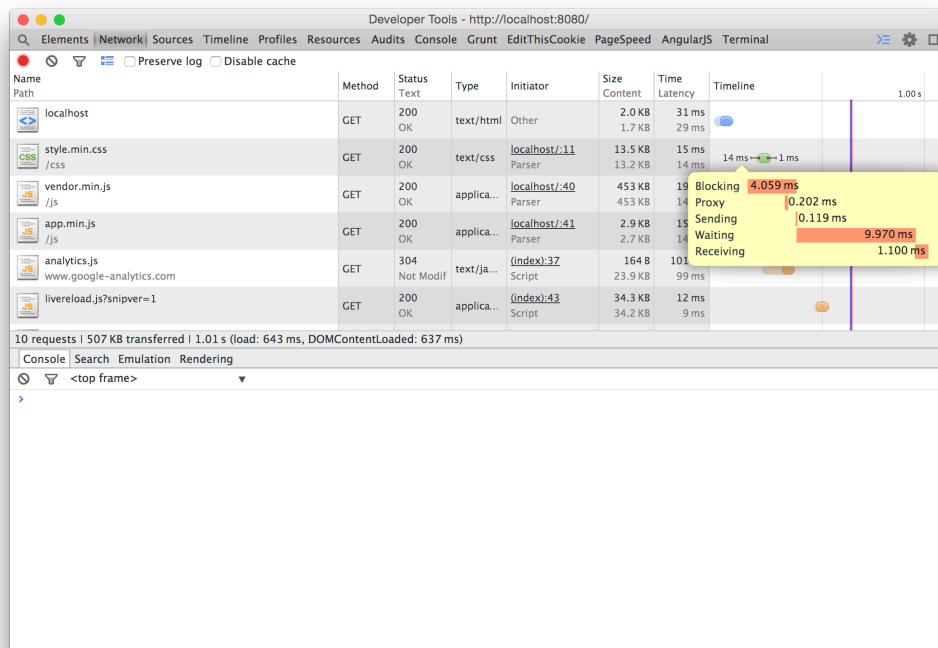 Developer Tools - http://localhost:8080/
Elements Network Sources Timeline Profiles Resources Audits Console Grunt EditThisCookie PageSpeed AngularJS Terminal
Preserve log Disable cache
Name Path Method Status Text Type Initiator Size Content Time Latency Timeline 1.00 s
localhost GET 200 text/html Other 2.0 KB 31 ms
OK 1.7 KB 29 ms
style.min.css GET 200 text/css localhost/:11 13.5 KB 15 ms 14 ms 1 ms
/css OK Parser 13.2 KB 14 ms
vendor.min.js GET 200 applica... localhost/:40 453 KB 19
/js OK Parser 453 KB 14
app.min.js GET 200 applica... localhost/:41 2.9 KB 15
/js OK Parser 2.7 KB 14
analytics.js GET 304 text/ja... (index):37 164 B 101
www.google-analytics.com Not Modif Script 23.9 KB 99 ms
livereload.js?snipver=1 GET 200 applica... (index):43 34.3 KB 12 ms
OK Script 34.2 KB 9 ms
Blocking 4.059 ms
Proxy 0.202 ms
Sending 0.119 ms
Waiting 9.970 ms
Receiving 1.100 ms
10 requests | 507 KB transferred | 1.01 s (load: 643 ms, DOMContentLoaded: 637 ms)
Console Search Emulation Rendering
<top frame>